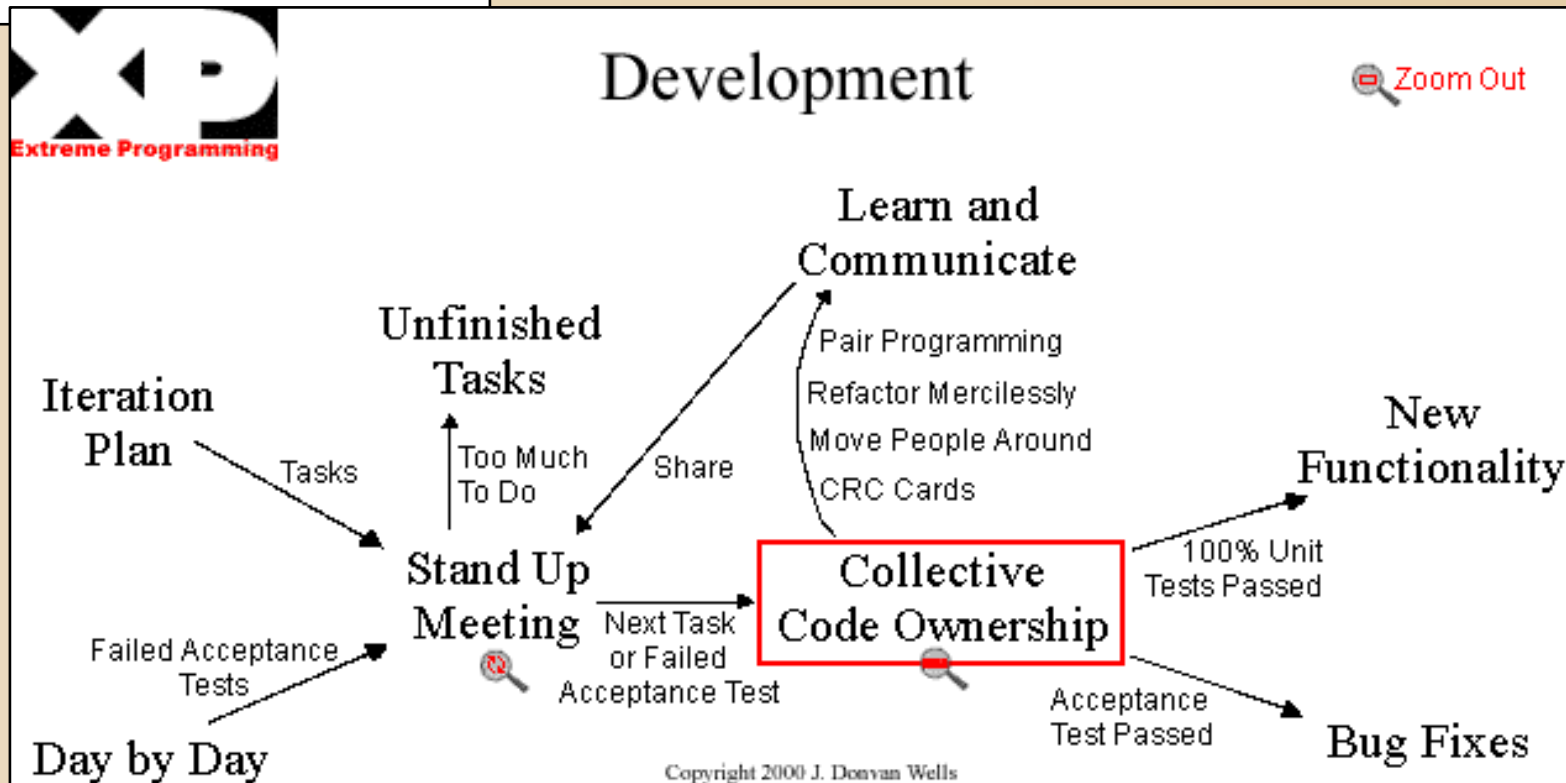 XP
Extreme Programming
Development
Zoom Out
Learn and
Communicate
Unfinished
Tasks
Pair Programming
Refactor Mercilessly
Move People Around
CRC Cards
Iteration
Plan
Tasks
Too Much
To Do
Share
New
Functionality
Stand Up
Meeting
Next Task
or Failed
Acceptance Test
Collective
Code Ownership
100% Unit
Tests Passed
Failed Acceptance
Tests
Acceptance
Test Passed
Day by Day
Bug Fixes
Copyright 2000 J. Donvan Wells